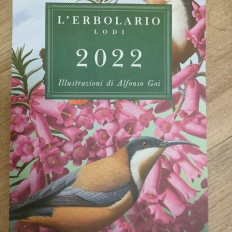 L'ERBOLARIO
LODI
2022
Illustrazioni di Alfonso Goi